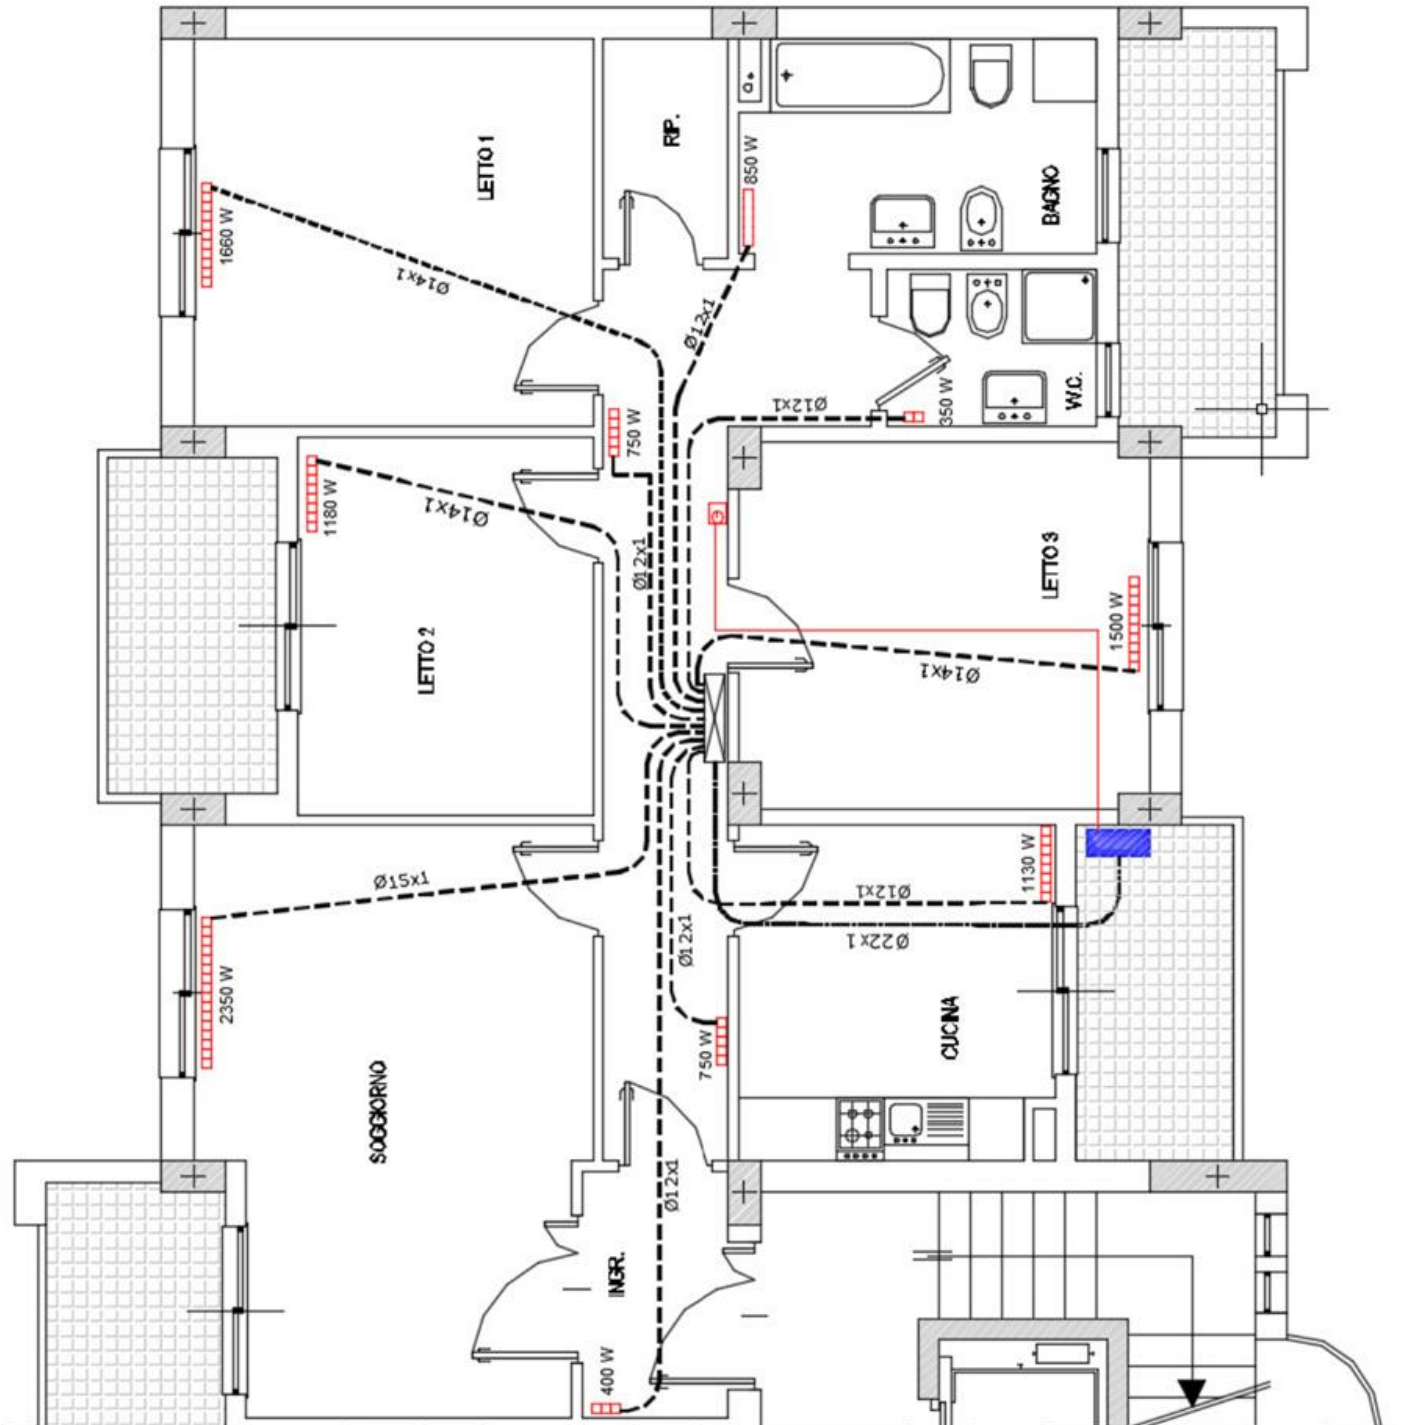 LETTO 1
RIP.
850 W
BAGNO
1660 W
Ø14x1
Ø12x1
Ø12x1
350 W
W.C.
750 W
1180 W
Ø14x1
Ø12x1
LETTO 3
1500 W
LETTO 2
Ø14x1
1130 W
Ø15x1
Ø12x1
Ø12x1
Ø22x1
2350 W
CUCINA
750 W
SOGGIORNO
Ø12x1
INGR.
400 W